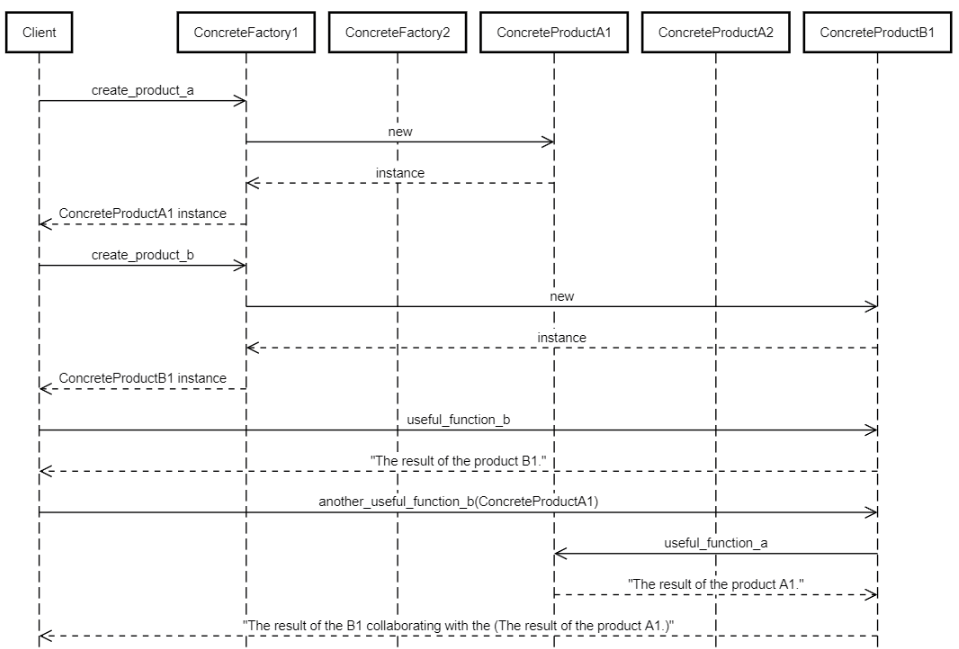 Client
ConcreteFactory1
ConcreteFactory2
ConcreteProductA1
ConcreteProductA2
ConcreteProductB1
create_product_a
new
instance
ConcreteProductA1 instance
create_product_b
new
instance
ConcreteProductB1 instance
useful_function_b
"The result of the product B1."
another_useful_function_b(ConcreteProductA1)
useful_function_a
"The result of the product A1."
"The result of the B1 collaborating with the (The result of the product A1.)"